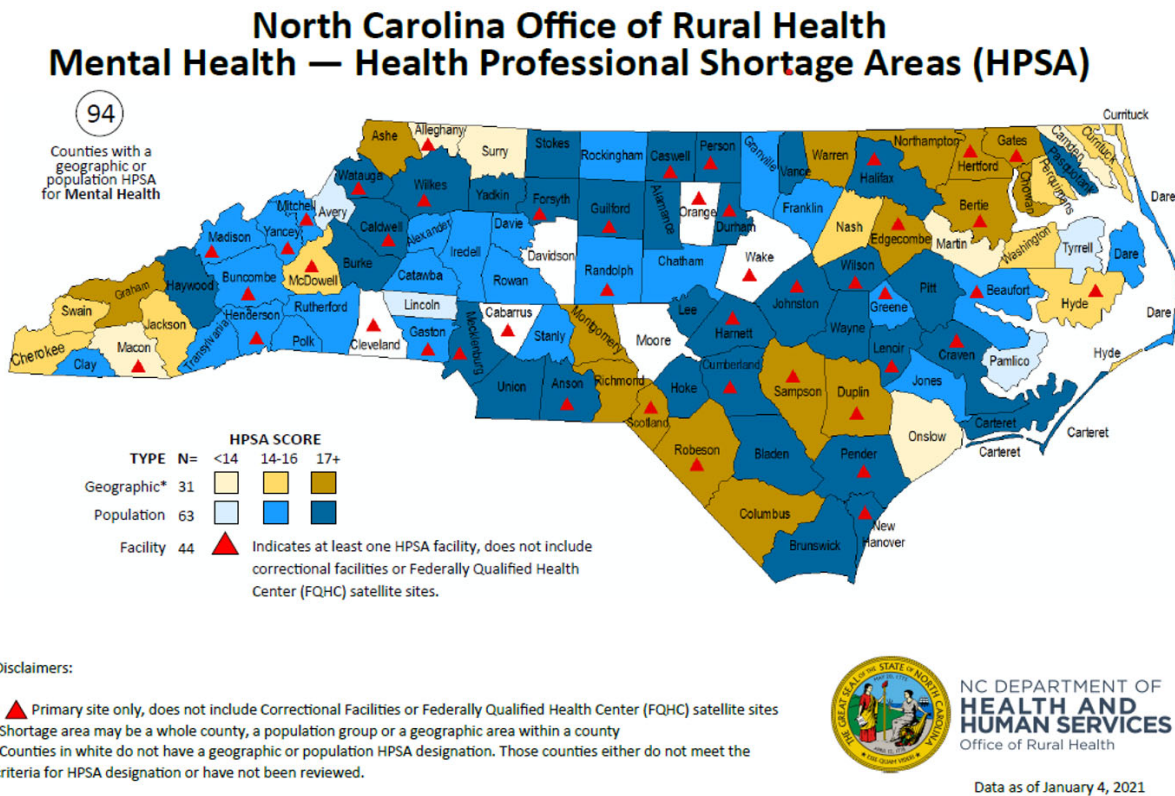 North Carolina Office of Rural Health
Mental Health — Health Professional Shortage Areas (HPSA)
94
Counties with a
geographic or
population HPSA
for Mental Health
Currituck
Ashe
Alleghany
Surry
Stokes
Rockingham
Caswell
Person
Granville
Vance
Warren
Northampton
Hertford
Gates
Camden
Currituck
Pasquotank
Perquimans
Chowan
Halifax
Watauga
Wilkes
Yadkin
Forsyth
Guilford
Alamance
Orange
Durham
Franklin
Nash
Edgecombe
Bertie
Martin
Washington
Tyrrell
Dare
Dare
Mitchell
Avery
Yancey
Madison
Caldwell
Alexander
Iredell
Davie
Davidson
Randolph
Chatham
Wake
Wilson
Pitt
Beaufort
Hyde
Dare
Graham
Haywood
Buncombe
McDowell
Burke
Catawba
Rowan
Johnston
Greene
Swain
Jackson
Henderson
Rutherford
Lincoln
Cabarrus
Stanly
Montgomery
Moore
Lee
Harnett
Wayne
Lenoir
Craven
Pamlico
Hyde
Cherokee
Clay
Macon
Transylvania
Polk
Cleveland
Gaston
Mecklenburg
Union
Anson
Richmond
Scotland
Hoke
Cumberland
Sampson
Duplin
Jones
Onslow
Carteret
Carteret
Carteret
Robeson
Bladen
Pender
Columbus
Brunswick
New
Hanover
HPSA SCORE
TYPE N= <14 14-16 17+
Geographic* 31
Population 63
Facility 44 Indicates at least one HPSA facility, does not include
correctional facilities or Federally Qualified Health
Center (FQHC) satellite sites.
Disclaimers:
Primary site only, does not include Correctional Facilities or Federally Qualified Health Center (FQHC) satellite sites
Shortage area may be a whole county, a population group or a geographic area within a county
Counties in white do not have a geographic or population HPSA designation. Those counties either do not meet the
criteria for HPSA designation or have not been reviewed.
THE GREAT SEAL OF THE STATE OF NORTH CAROLINA
ESSE QUAM VIDERI
NC DEPARTMENT OF
HEALTH AND
HUMAN SERVICES
Office of Rural Health
Data as of January 4, 2021